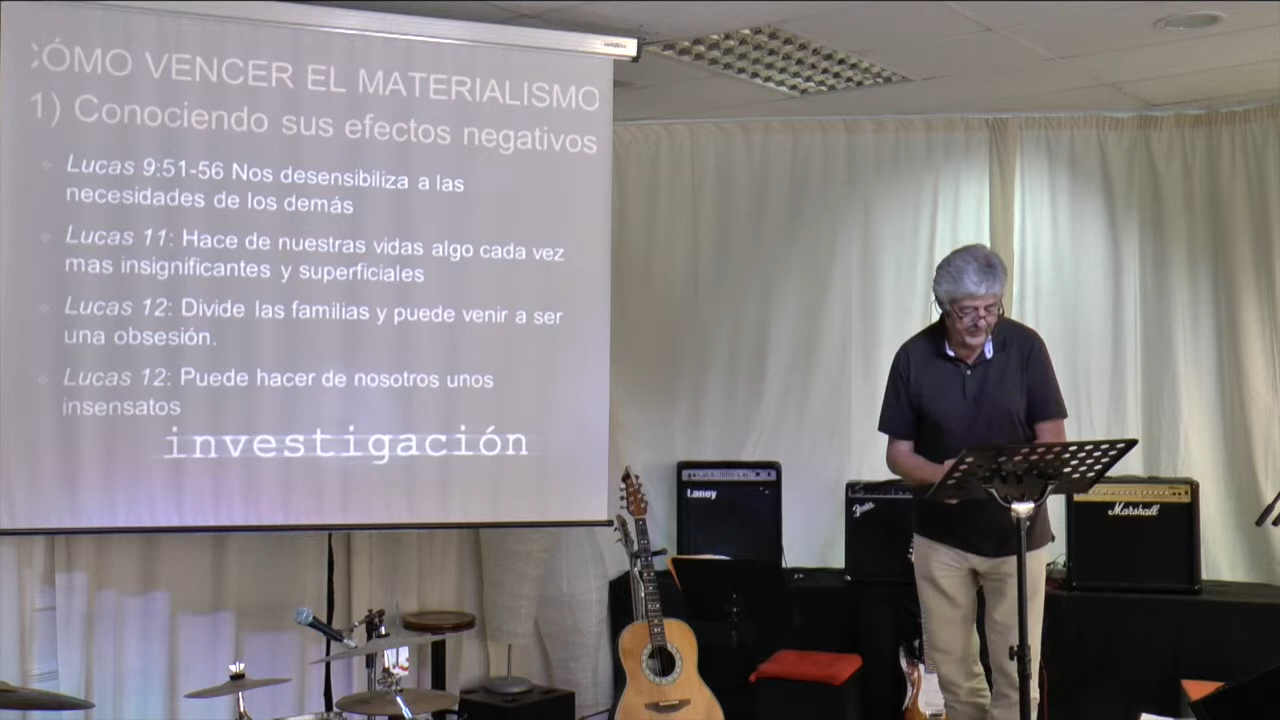 CÓMO VENCER EL MATERIALISMO
1) Conociendo sus efectos negativos
Lucas 9:51-56 Nos desensibiliza a las
necesidades de los demás
Lucas 11: Hace de nuestras vidas algo cada vez
mas insignificantes y superficiales
Lucas 12: Divide las familias y puede venir a ser
una obsesión.
Lucas 12: Puede hacer de nosotros unos
insensatos
investigación
Laney
Fender
Marshall